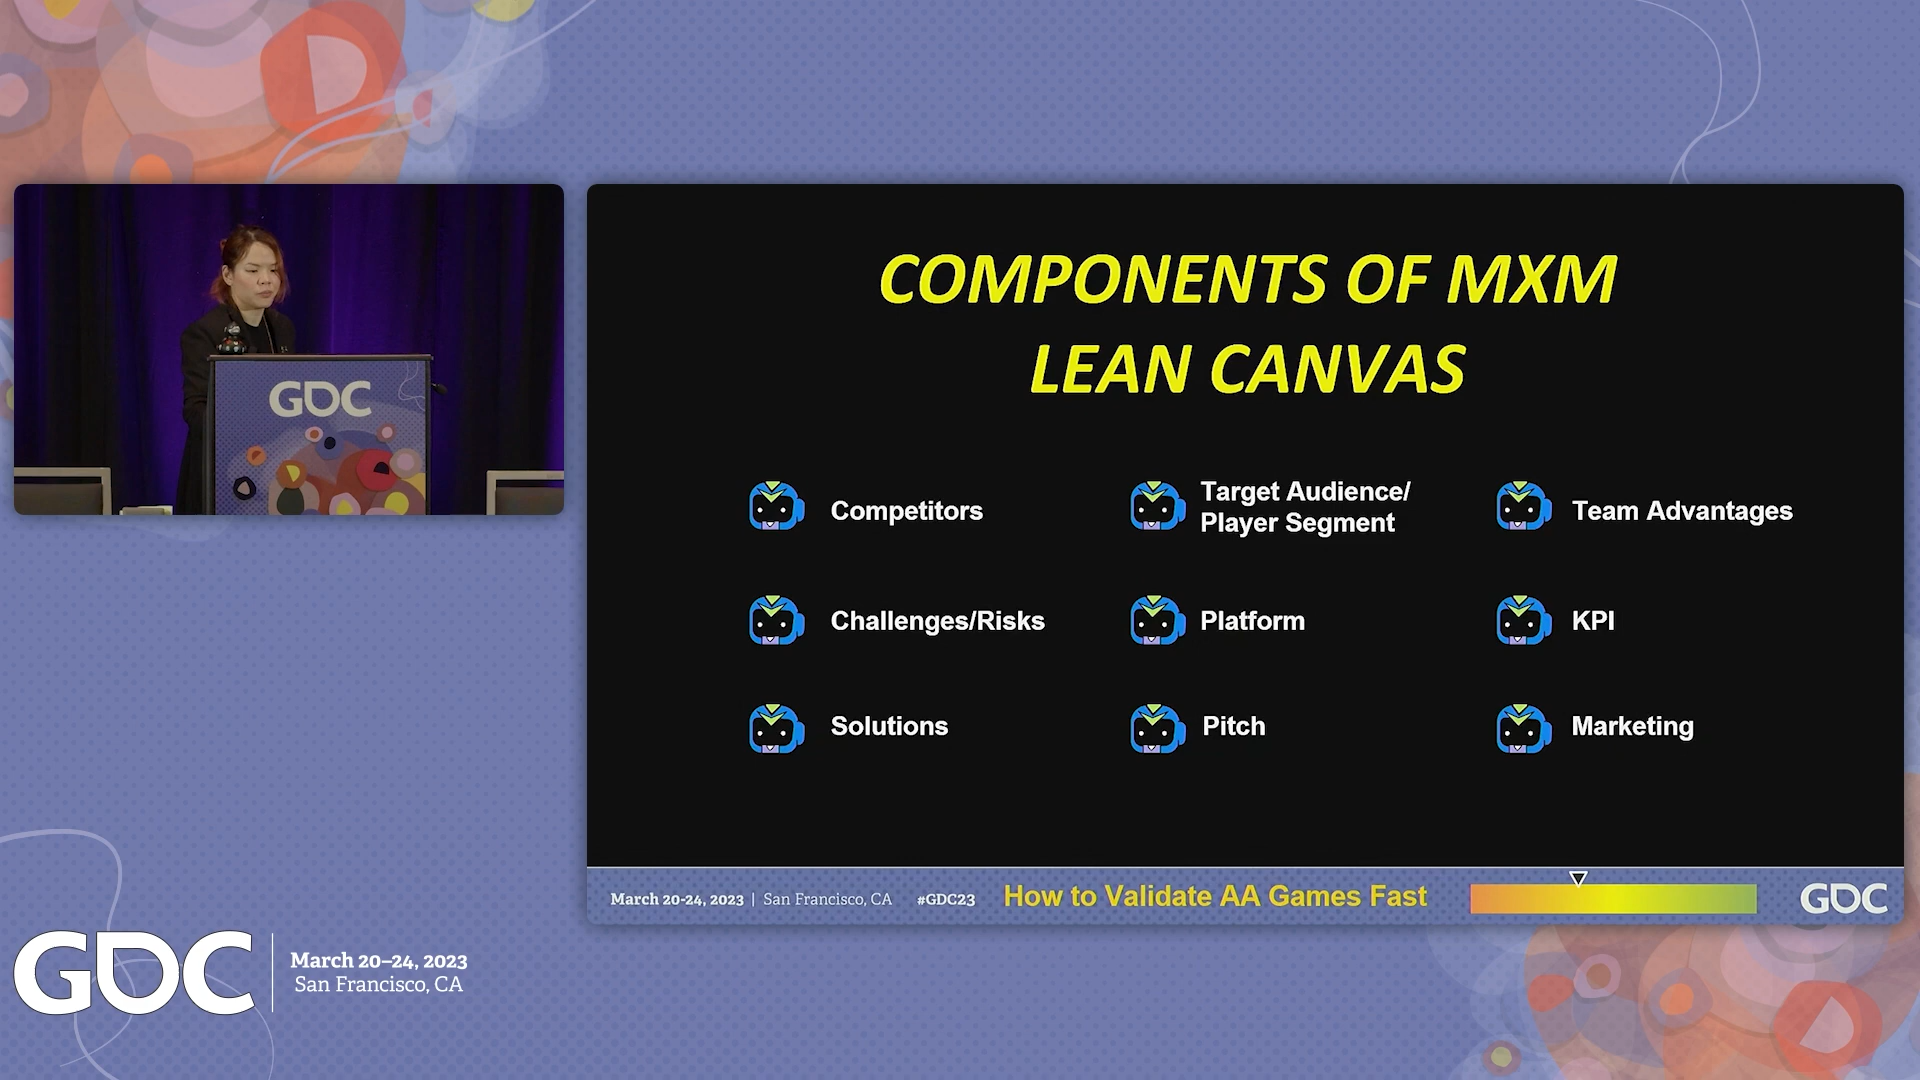 GDC
COMPONENTS OF MXM
LEAN CANVAS
Competitors
Target Audience/
Player Segment
Team Advantages
Challenges/Risks
Platform
KPI
Solutions
Pitch
Marketing
March 20-24, 2023 | San Francisco, CA #GDC23
How to Validate AA Games Fast
GDC
GDC
March 20–24, 2023
San Francisco, CA